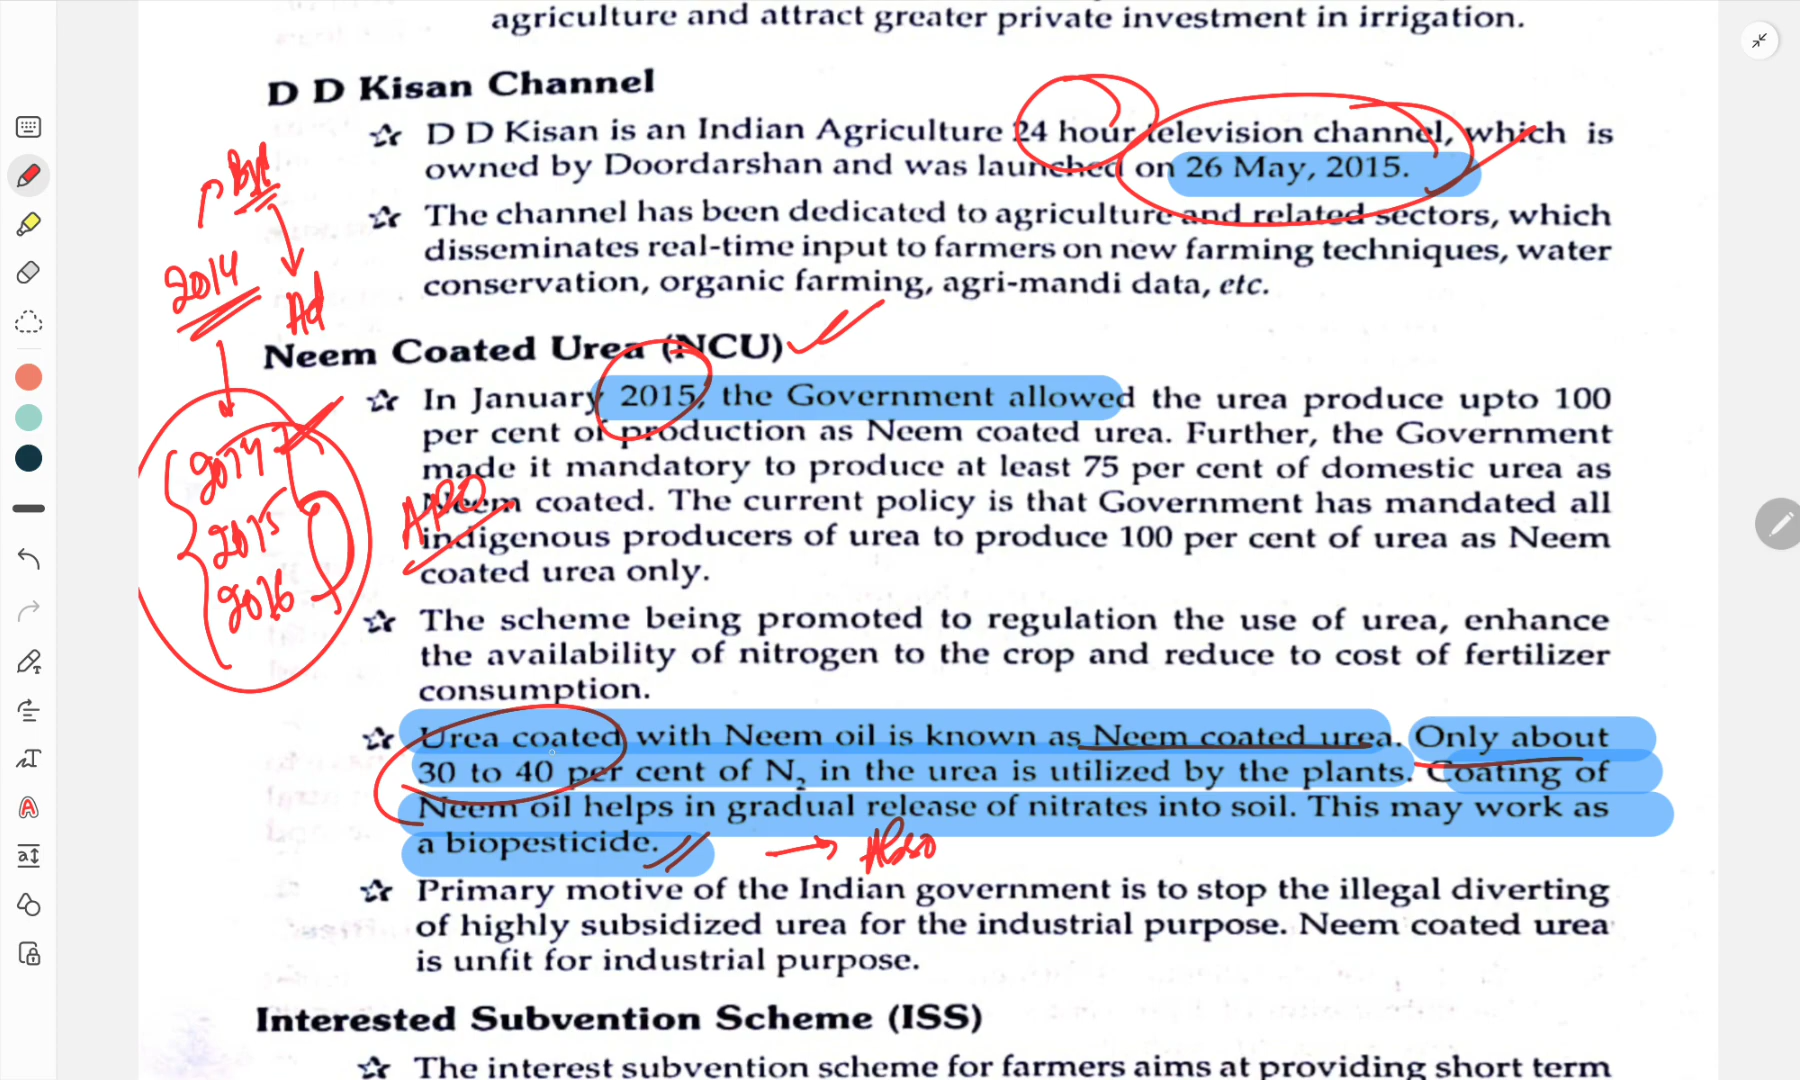 agriculture and attract greater private investment in irrigation.
D D Kisan Channel
D D Kisan is an Indian Agriculture 24 hour television channel, which is
owned by Doordarshan and was launched on 26 May, 2015.
The channel has been dedicated to agriculture and related sectors, which
disseminates real-time input to farmers on new farming techniques, water
conservation, organic farming, agri-mandi data, etc.
2014
Ad
Neem Coated Urea (NCU)
In January 2015, the Government allowed the urea produce upto 100
per cent of production as Neem coated urea. Further, the Government
made it mandatory to produce at least 75 per cent of domestic urea as
Neem coated. The current policy is that Government has mandated all
indigenous producers of urea to produce 100 per cent of urea as Neem
coated urea only.
2014
2015
2016
The scheme being promoted to regulation the use of urea, enhance
the availability of nitrogen to the crop and reduce to cost of fertilizer
consumption.
Urea coated with Neem oil is known as Neem coated urea. Only about
30 to 40 per cent of N2 in the urea is utilized by the plants. Coating of
Neem oil helps in gradual release of nitrates into soil. This may work as
a biopesticide.
Primary motive of the Indian government is to stop the illegal diverting
of highly subsidized urea for the industrial purpose. Neem coated urea
is unfit for industrial purpose.
Interested Subvention Scheme (ISS)
The interest subvention scheme for farmers aims at providing short term